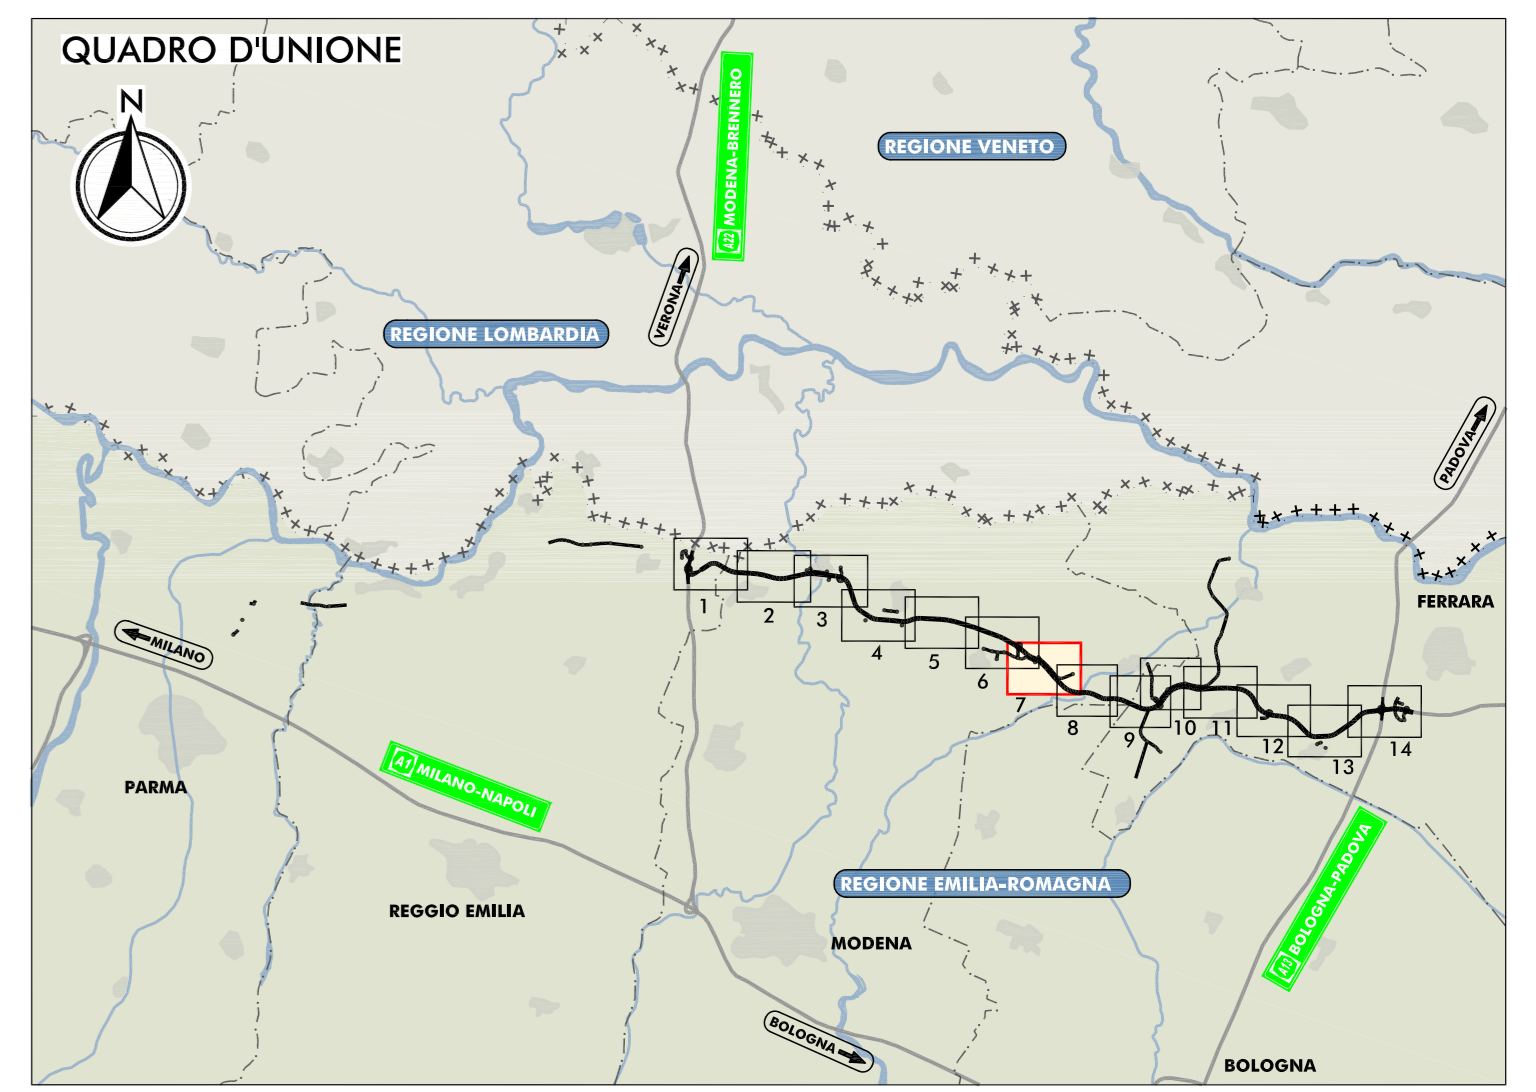 QUADRO D'UNIONE
N
A22 MODENA-BRENNERO
REGIONE VENETO
VERONA
REGIONE LOMBARDIA
PADOVA
FERRARA
MILANO
1
2
3
4
5
6
7
8
9
10
11
12
13
14
PARMA
A1 MILANO-NAPOLI
REGIONE EMILIA-ROMAGNA
A13 BOLOGNA-PADOVA
REGGIO EMILIA
MODENA
BOLOGNA
BOLOGNA